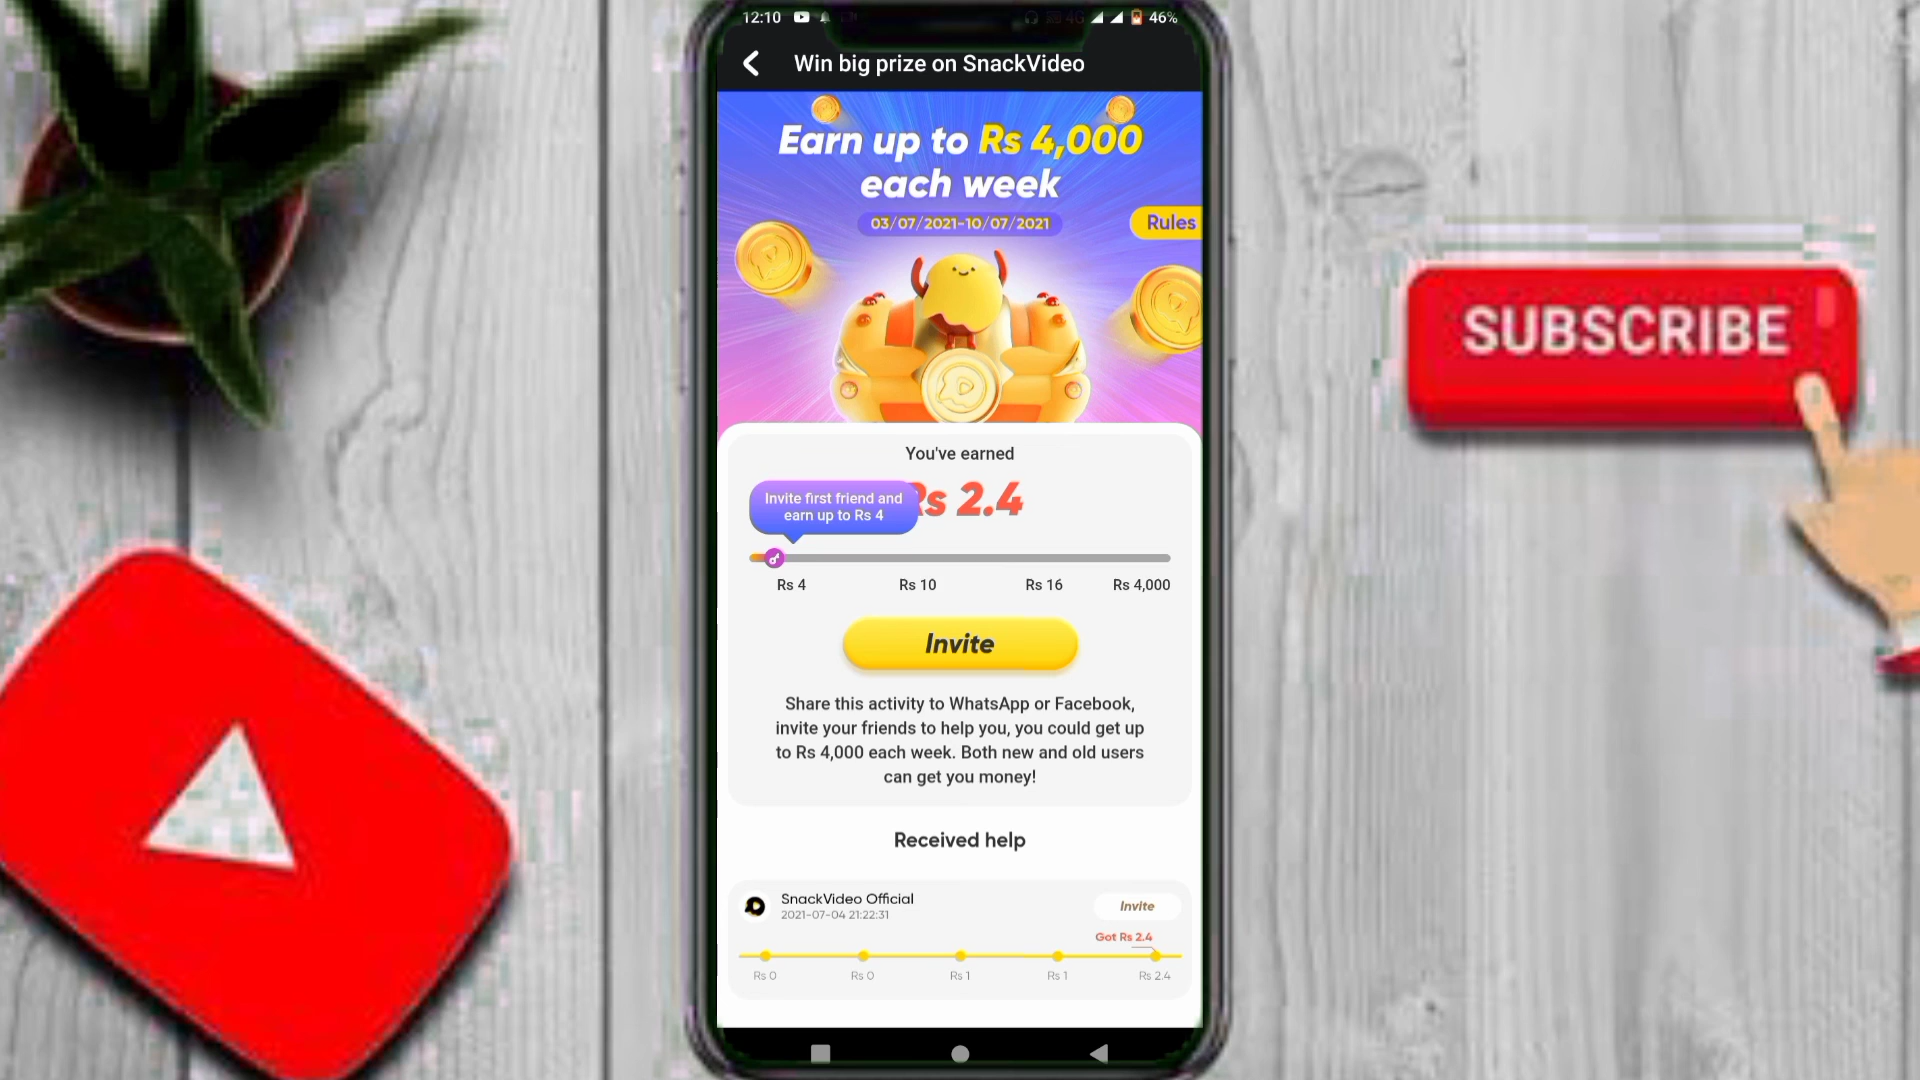 12:10
4G
46%
Win big prize on SnackVideo
Earn up to Rs 4,000
each week
03/07/2021-10/07/2021
Rules
You've earned
Rs 2.4
Invite first friend and
earn up to Rs 4
Rs 4 Rs 10 Rs 16 Rs 4,000
Invite
Share this activity to WhatsApp or Facebook,
invite your friends to help you, you could get up
to Rs 4,000 each week. Both new and old users
can get you money!
Received help
SnackVideo Official
2021-07-04 21:22:31
Invite
Got Rs 2.4
Rs 0 Rs 0 Rs 1 Rs 1 Rs 2.4
SUBSCRIBE